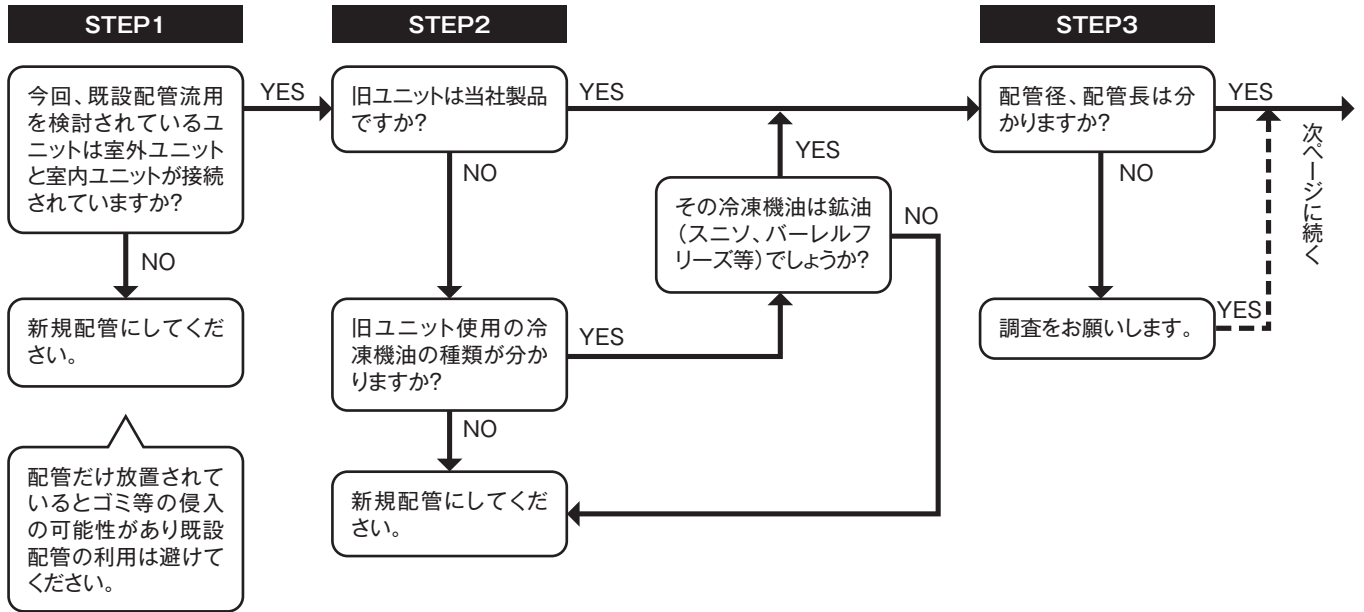 STEP1
今回、既設配管流用
を検討されているユ
ニットは室外ユニット
と室内ユニットが接続
されていますか?
YES
NO
新規配管にしてくだ
さい。
配管だけ放置されて
いるとゴミ等の侵入
の可能性があり既設
配管の利用は避けて
ください。
STEP2
旧ユニットは当社製品
ですか?
YES
NO
旧ユニット使用の冷
凍機油の種類が分か
りますか?
YES
NO
新規配管にしてくだ
さい。
YES
その冷凍機油は鉱油
(スニソ、バーレルフ
リーズ等)でしょうか?
NO
STEP3
配管径、配管長は分
かりますか?
YES
NO
調査をお願いします。
YES
次ページに続く